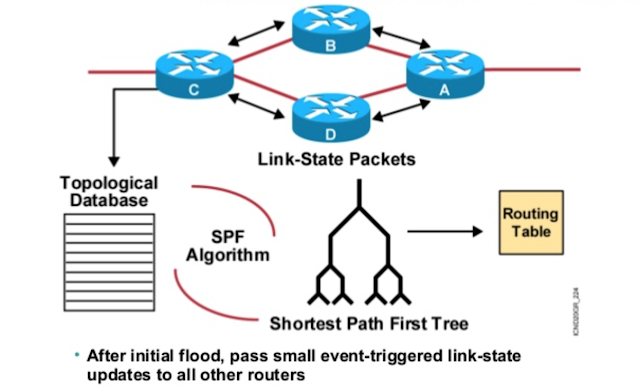 B
C
A
D
Link-State Packets
Topological
Database
SPF
Algorithm
Routing
Table
Shortest Path First Tree
ICND20GR_224
• After initial flood, pass small event-triggered link-state
updates to all other routers